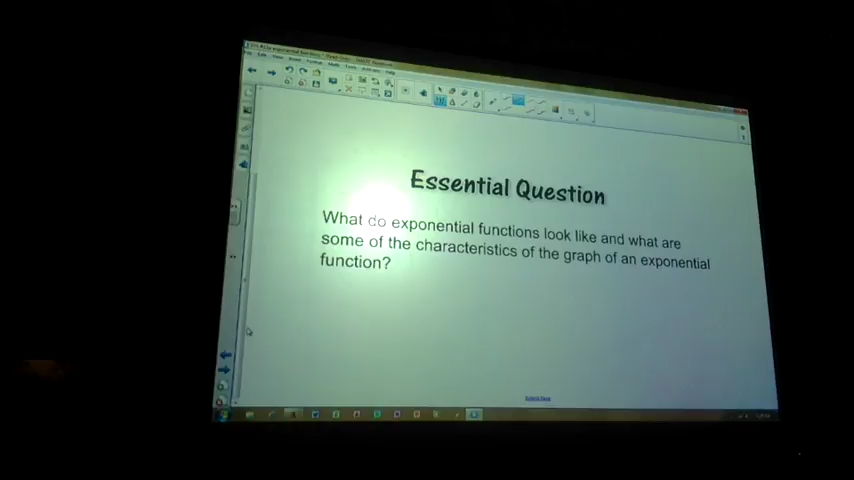 Essential Question
What do exponential functions look like and what are
some of the characteristics of the graph of an exponential
function?